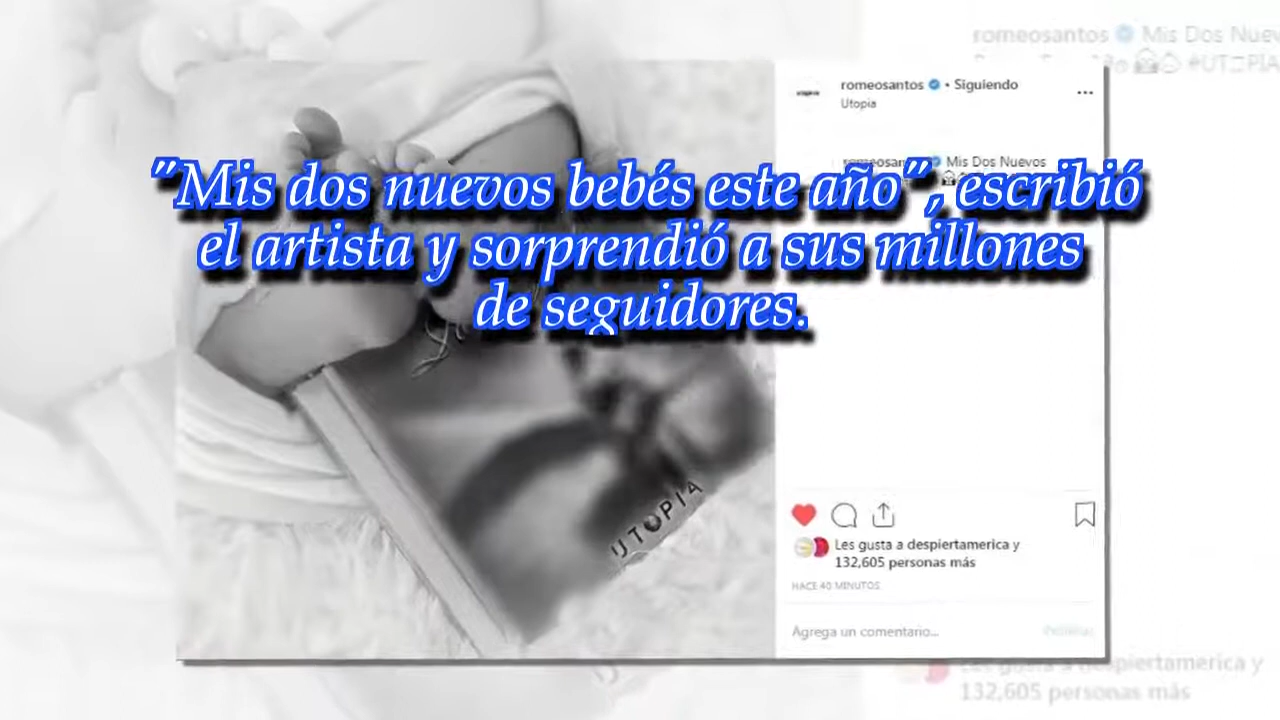 romeosantos Mis Dos Nuev
#UTOPÍA
romeosantos • Siguiendo
Utopia
Mis Dos Nuevos
"Mis dos nuevos bebés este año", escribió
el artista y sorprendió a sus millones
de seguidores.
UTOPIA
Les gusta a despiertamerica y
132,605 personas más
HACE 40 MINUTOS
Agrega un comentario...
Publicar
Les gusta a despiertamerica y
132,605 personas más